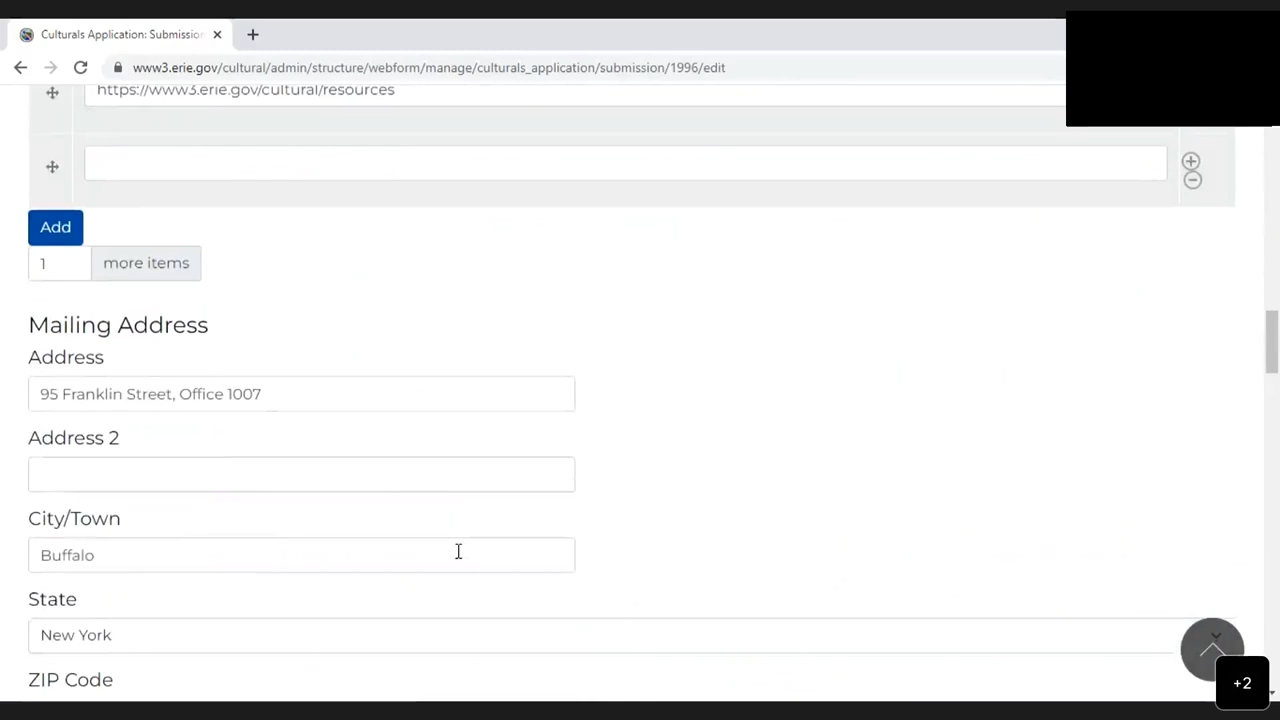 Culturals Application: Submissio
www3.erie.gov/cultural/admin/structure/webform/manage/culturals_application/submission/1996/edit
https://www3.erie.gov/cultural/resources
Add
1 more items
Mailing Address
Address
95 Franklin Street, Office 1007
Address 2
City/Town
Buffalo
State
New York
ZIP Code
+2